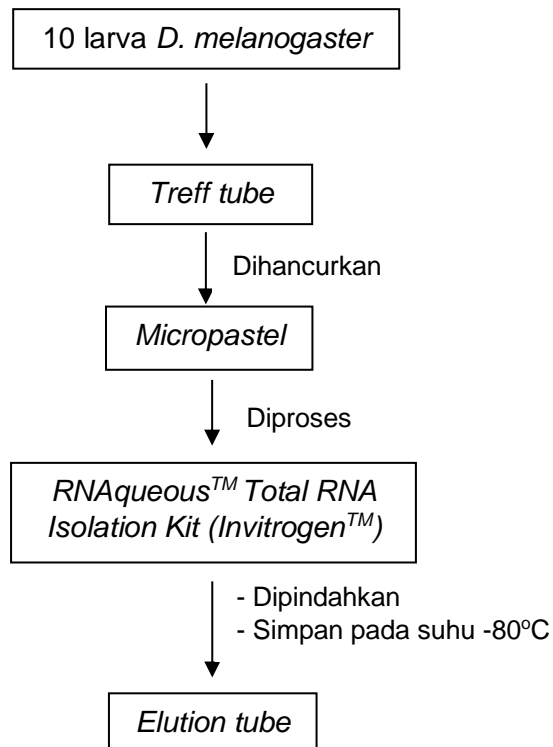 10 larva D. melanogaster
Treff tube
Dihancurkan
Micropastel
Diproses
RNAqueous™ Total RNA
Isolation Kit (Invitrogen™)
- Dipindahkan
- Simpan pada suhu -80ºC
Elution tube